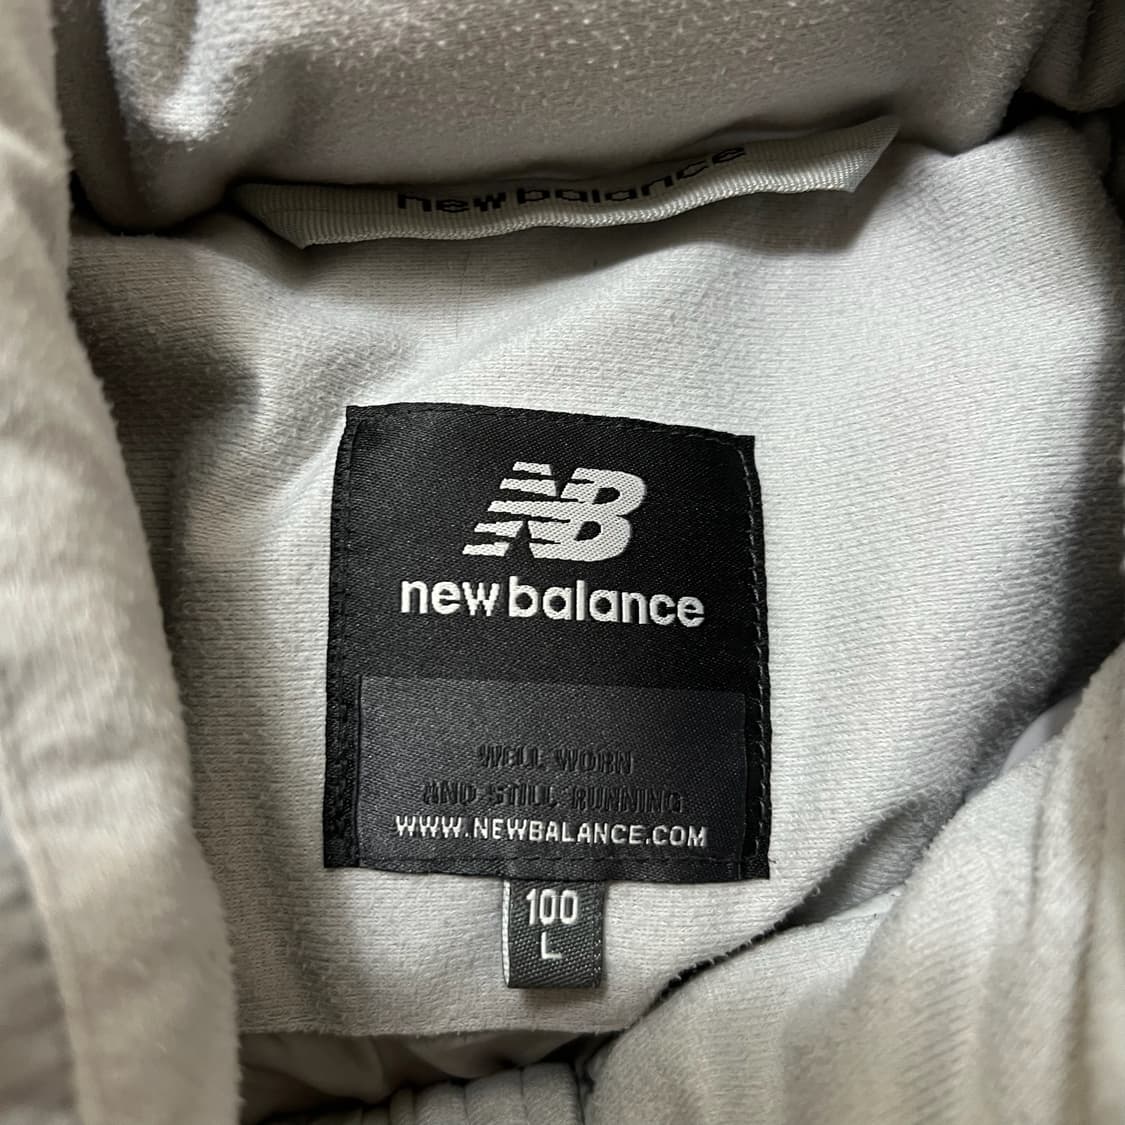 new balance
NB
new balance
WELL WORN
AND STILL RUNNING
WWW.NEWBALANCE.COM
100
L